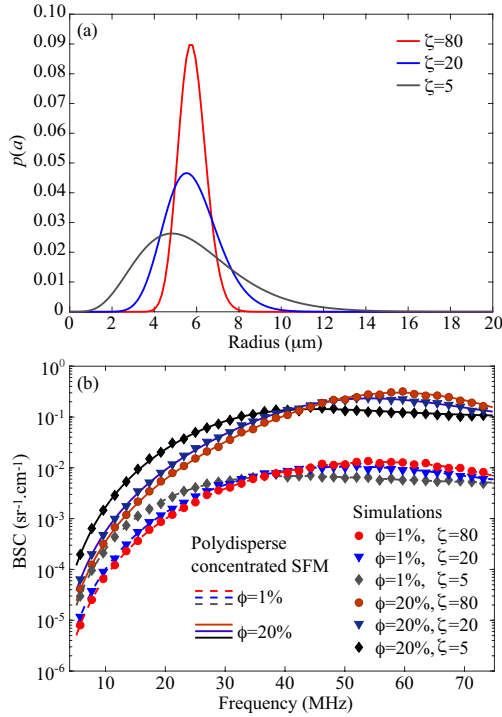 (a)
ζ=80
ζ=20
ζ=5
0.10
0.09
0.08
0.07
0.06
0.05
0.04
0.03
0.02
0.01
0
p(a)
0 2 4 6 8 10 12 14 16 18 20
Radius (μm)
(b)
10⁰
10⁻¹
10⁻²
10⁻³
10⁻⁴
10⁻⁵
10⁻⁶
BSC (sr⁻¹.cm⁻¹)
Polydisperse
concentrated SFM
ϕ=1%
ϕ=20%
Simulations
ϕ=1%, ζ=80
ϕ=1%, ζ=20
ϕ=1%, ζ=5
ϕ=20%, ζ=80
ϕ=20%, ζ=20
ϕ=20%, ζ=5
10 20 30 40 50 60 70
Frequency (MHz)